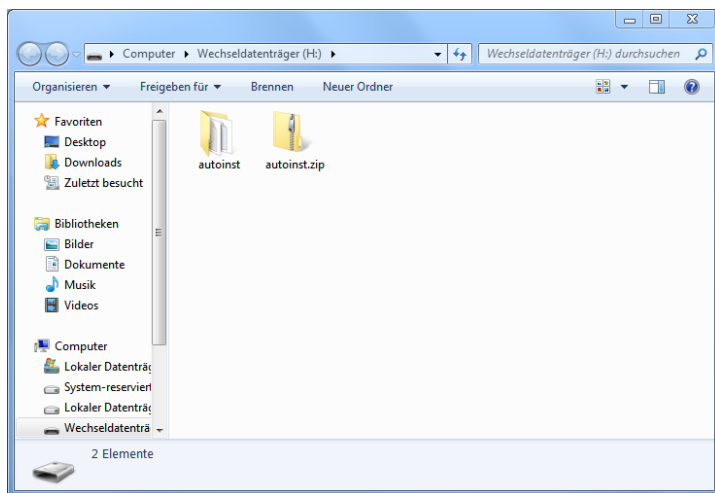 Computer ▸ Wechseldatenträger (H:) ▸
Wechseldatenträger (H:) durchsuchen
Organisieren Freigeben für Brennen Neuer Ordner
Favoriten
Desktop
Downloads
Zuletzt besucht
Bibliotheken
Bilder
Dokumente
Musik
Videos
Computer
Lokaler Datenträg
System-reserviert
Lokaler Datenträg
Wechseldatenträ
autoinst autoinst.zip
2 Elemente